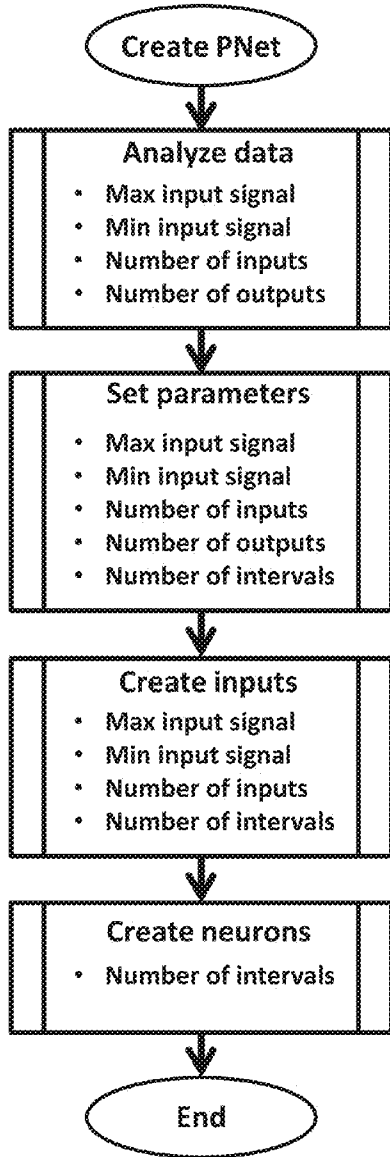 Create PNet
Analyze data
• Max input signal
• Min input signal
• Number of inputs
• Number of outputs
Set parameters
• Max input signal
• Min input signal
• Number of inputs
• Number of outputs
• Number of intervals
Create inputs
• Max input signal
• Min input signal
• Number of inputs
• Number of intervals
Create neurons
• Number of intervals
End